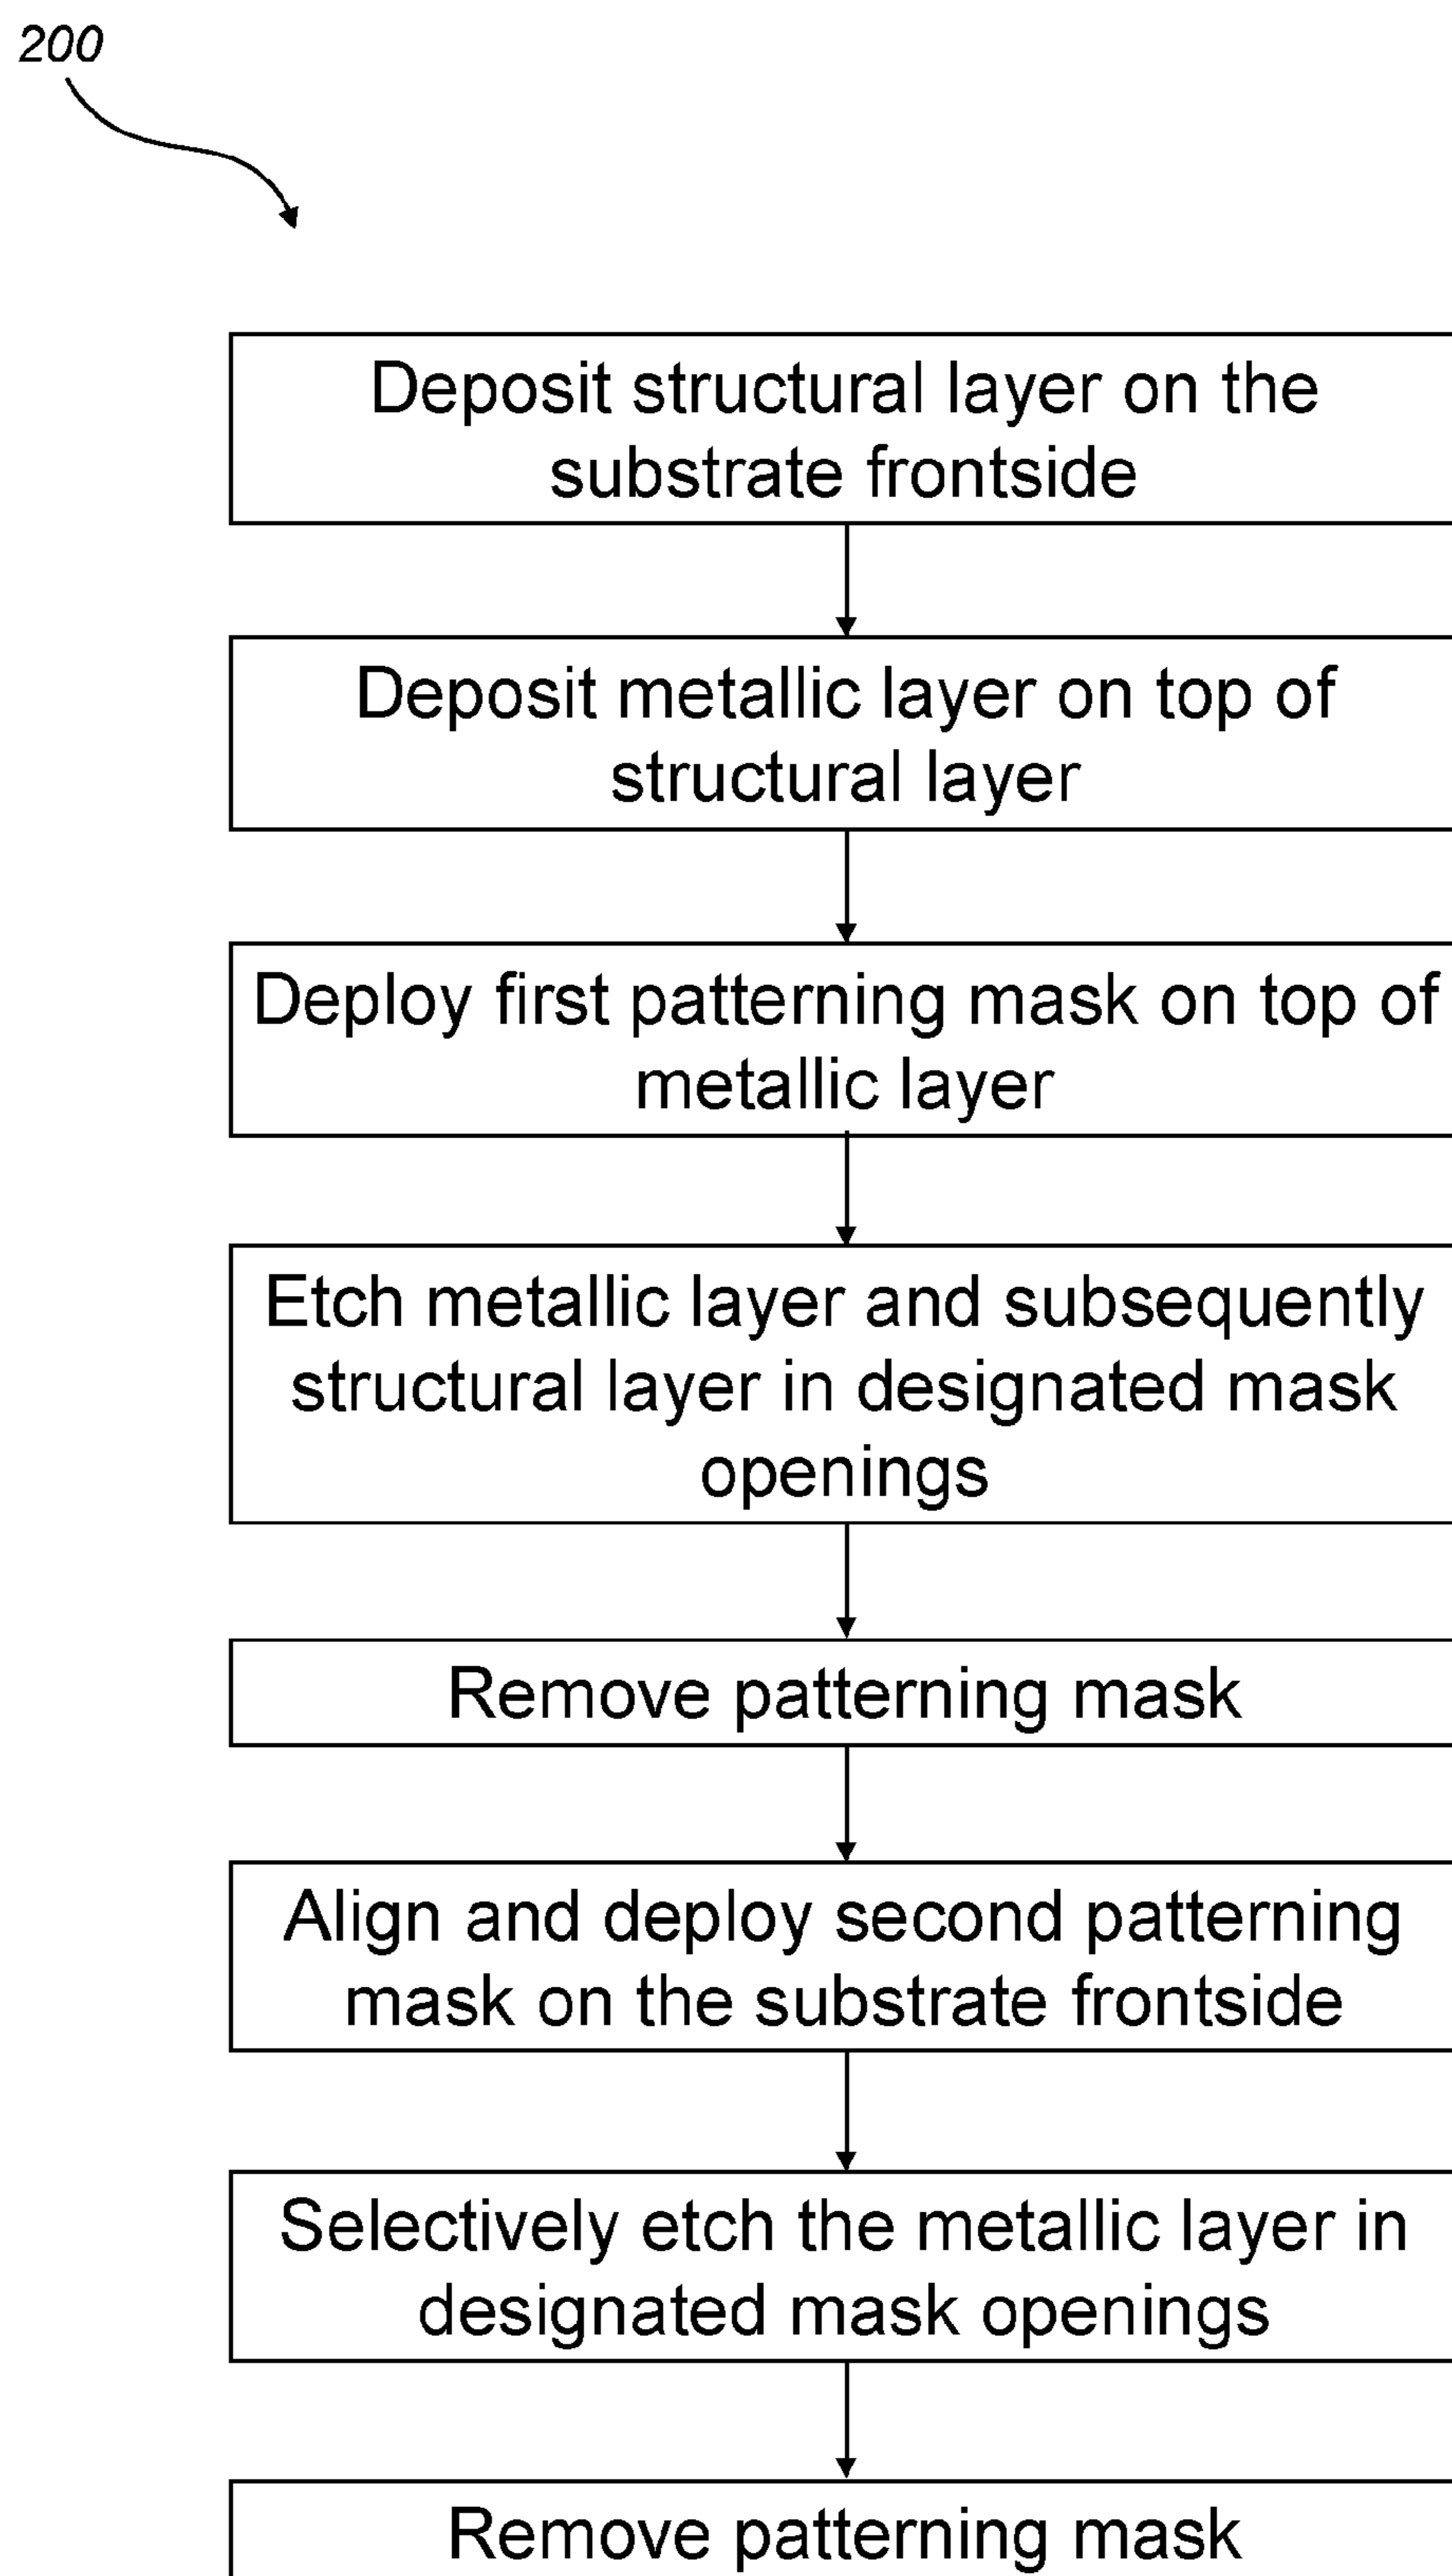 200
Deposit structural layer on the
substrate frontside
Deposit metallic layer on top of
structural layer
Deploy first patterning mask on top of
metallic layer
Etch metallic layer and subsequently
structural layer in designated mask
openings
Remove patterning mask
Align and deploy second patterning
mask on the substrate frontside
Selectively etch the metallic layer in
designated mask openings
Remove patterning mask